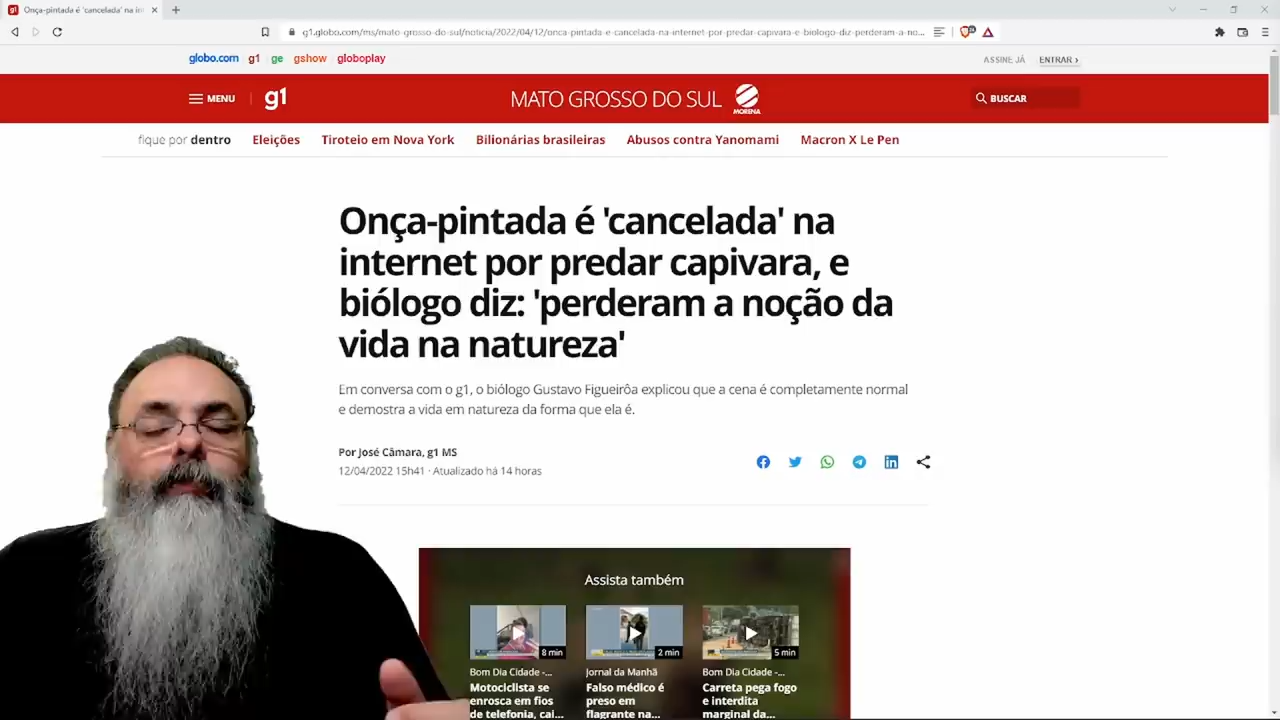 g1
Onça-pintada é 'cancelada' na in
g1.globo.com/ms/mato-grosso-do-sul/noticia/2022/04/12/onca-pintada-e-cancelada-na-internet-por-predar-capivara-e-biologo-diz-perderam-a-no...
globo.com g1 ge gshow globoplay
ASSINE JÁ ENTRAR ›
MENU g1 MATO GROSSO DO SUL MORENA BUSCAR
fique por dentro Eleições Tiroteio em Nova York Bilionárias brasileiras Abusos contra Yanomami Macron X Le Pen
Onça-pintada é 'cancelada' na
internet por predar capivara, e
biólogo diz: 'perderam a noção da
vida na natureza'
Em conversa com o g1, o biólogo Gustavo Figueirôa explicou que a cena é completamente normal
e demostra a vida em natureza da forma que ela é.
Por José Câmara, g1 MS
12/04/2022 15h41 · Atualizado há 14 horas
Assista também
8 min 2 min 5 min
Bom Dia Cidade -... Jornal da Manhã Bom Dia Cidade -...
Motociclista se Falso médico é Carreta pega fogo
enrosca em fios preso em e interdita
de telefonia, cai... flagrante na... marginal da...